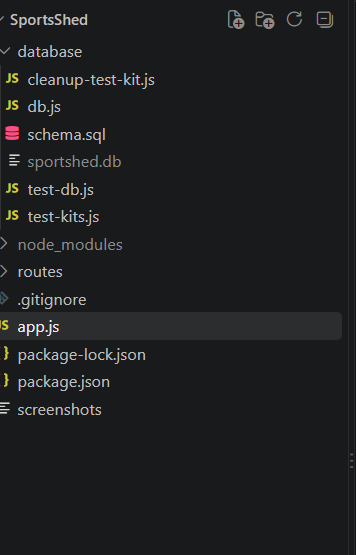 SportsShed
database
JS cleanup-test-kit.js
JS db.js
schema.sql
sportshed.db
JS test-db.js
JS test-kits.js
node_modules
routes
.gitignore
JS app.js
{} package-lock.json
{} package.json
screenshots